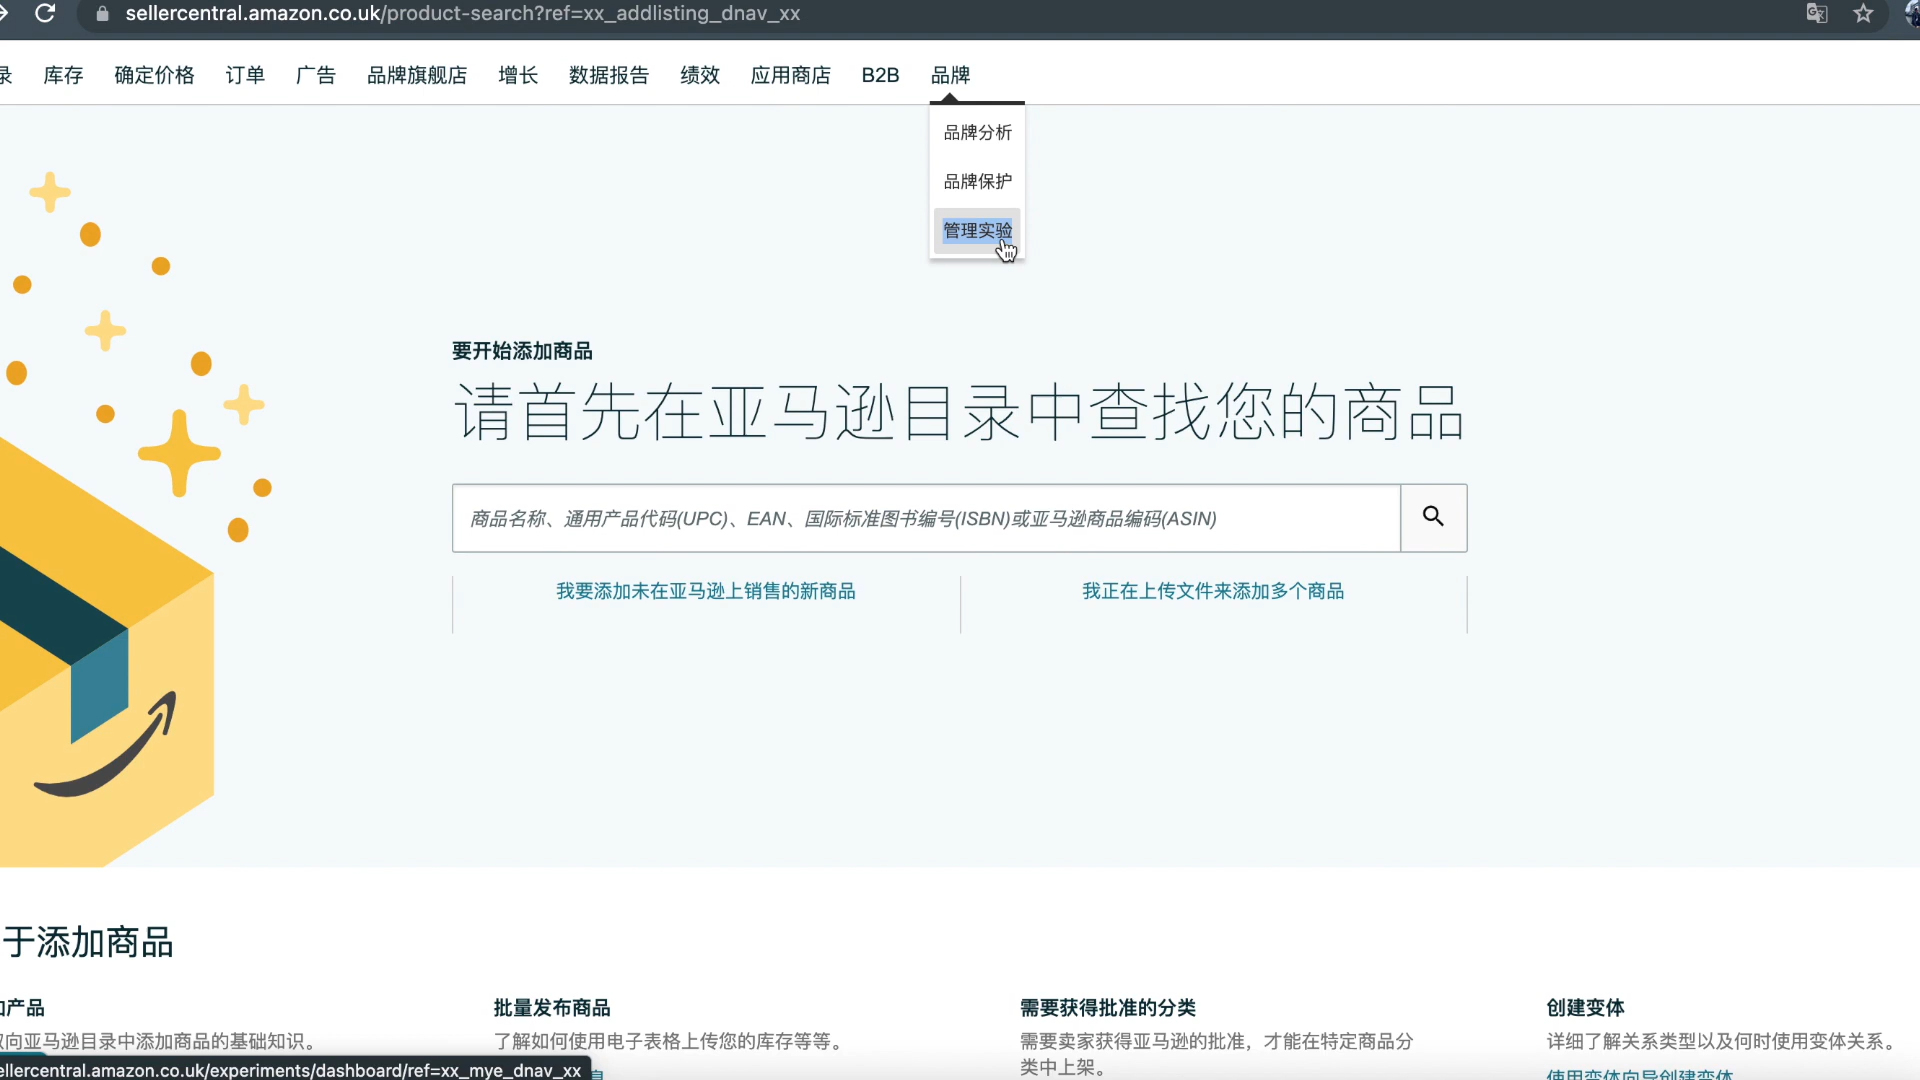 sellercentral.amazon.co.uk/product-search?ref=xx_addlisting_dnav_xx
录 库存 确定价格 订单 广告 品牌旗舰店 增长 数据报告 绩效 应用商店 B2B 品牌
品牌分析
品牌保护
管理实验
要开始添加商品
请首先在亚马逊目录中查找您的商品
商品名称、通用产品代码(UPC)、EAN、国际标准图书编号(ISBN)或亚马逊商品编码(ASIN)
我要添加未在亚马逊上销售的新商品 我正在上传文件来添加多个商品
于添加商品
加产品 批量发布商品 需要获得批准的分类 创建变体
向亚马逊目录中添加商品的基础知识。 了解如何使用电子表格上传您的库存等等。 需要卖家获得亚马逊的批准，才能在特定商品分 详细了解关系类型以及何时使用变体关系。
类中上架。
使用变体向导创建变体
ellercentral.amazon.co.uk/experiments/dashboard/ref=xx_mye_dnav_xx